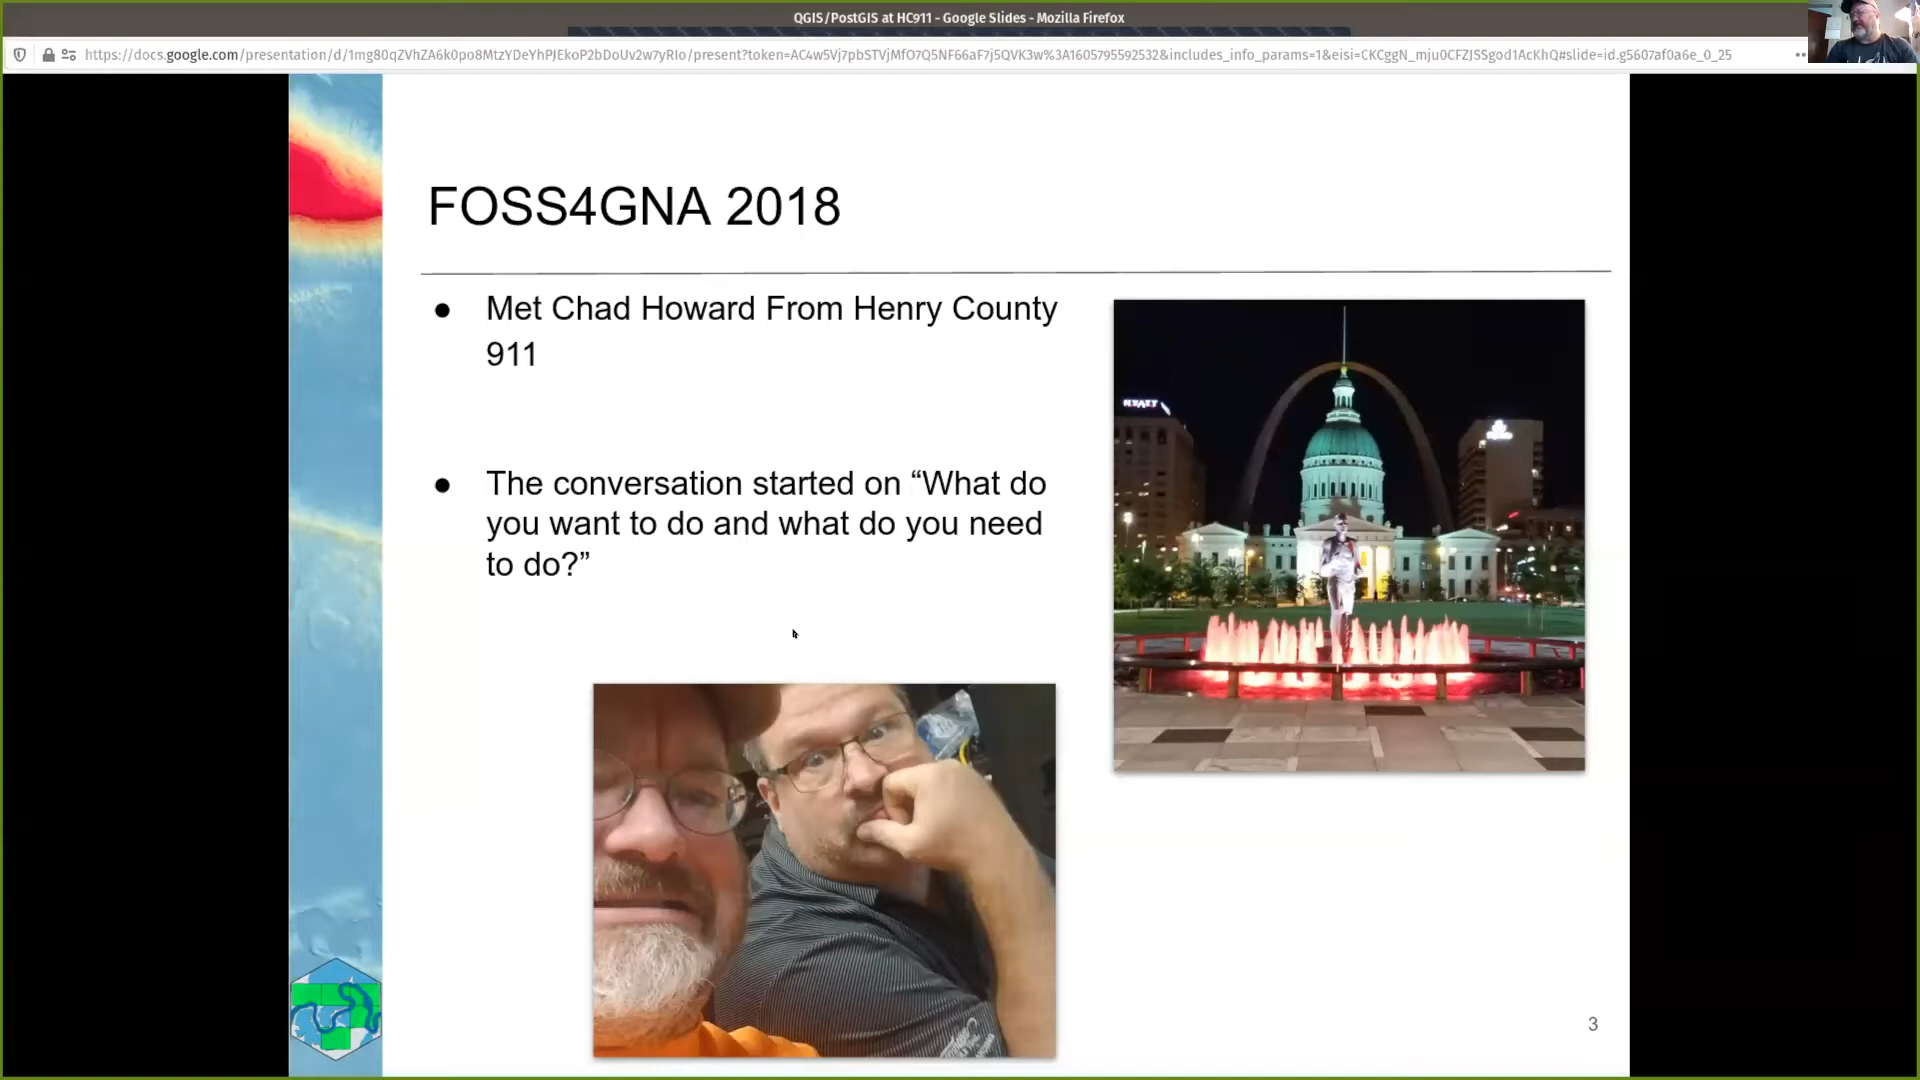 QGIS/PostGIS at HC911 - Google Slides - Mozilla Firefox
https://docs.google.com/presentation/d/1mg80qZVhZA6k0po8MtzYDeYhPJEkoP2bDoUv2w7yRIo/present?token=AC4w5Vj7pbSTVjMfO7Q5NF66aF7j5QVK3w%3A1605795592532&includes_info_params=1&eisi=CKCggN_mju0CFZJSSgod1AcKhQ#slide=id.g5607af0a6e_0_25
FOSS4GNA 2018
● Met Chad Howard From Henry County
911
● The conversation started on “What do
you want to do and what do you need
to do?”
HYATT
3